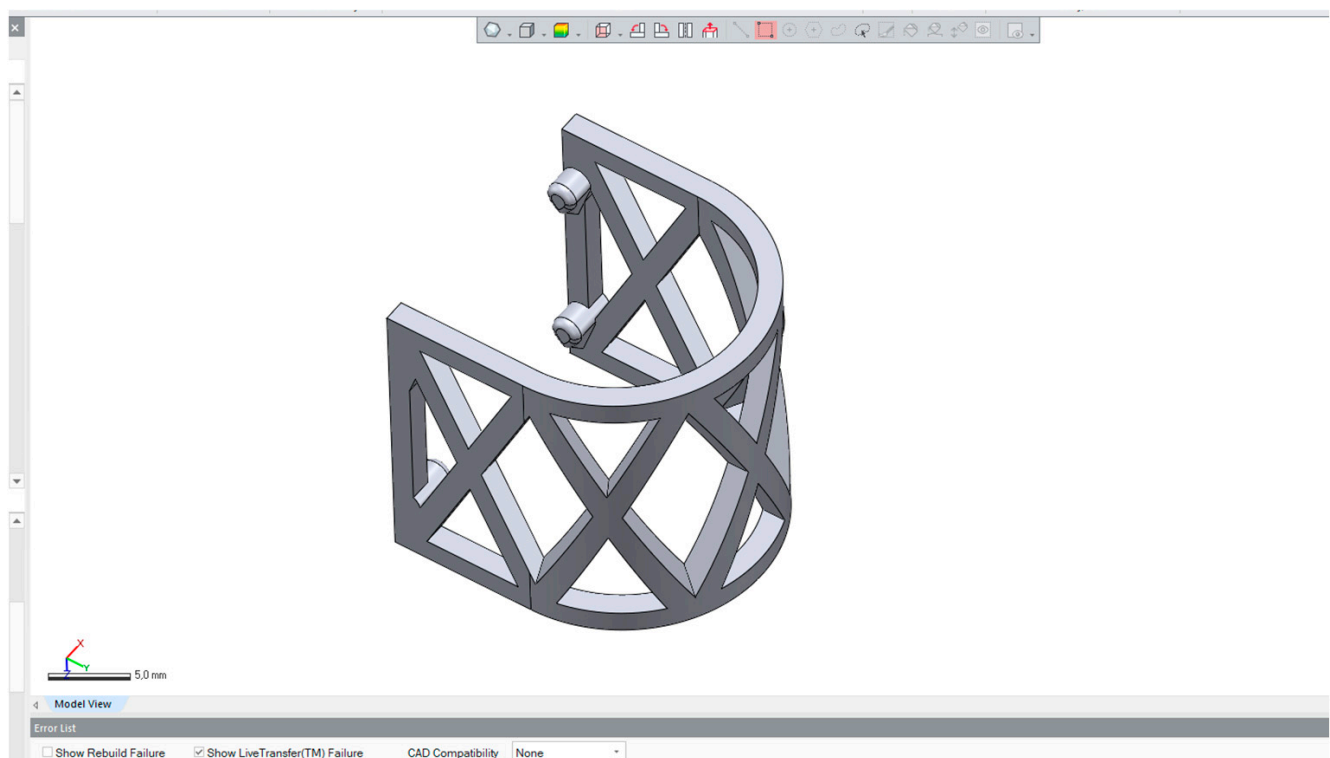 X
Y
Z
5,0 mm
Model View
Error List
Show Rebuild Failure Show LiveTransfer(TM) Failure CAD Compatibility None